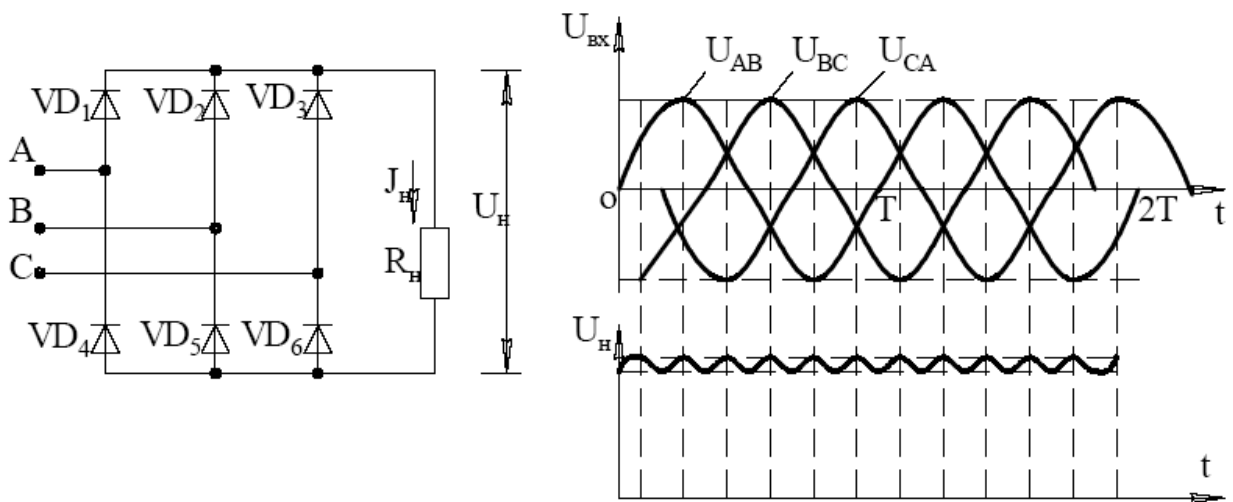 VD₁
VD₂
VD₃
A
B
C
VD₄
VD₅
VD₆
Jн
Rн
Uн
Uвх
UAB
UBC
UCA
o
T
2T
t
Uн
t